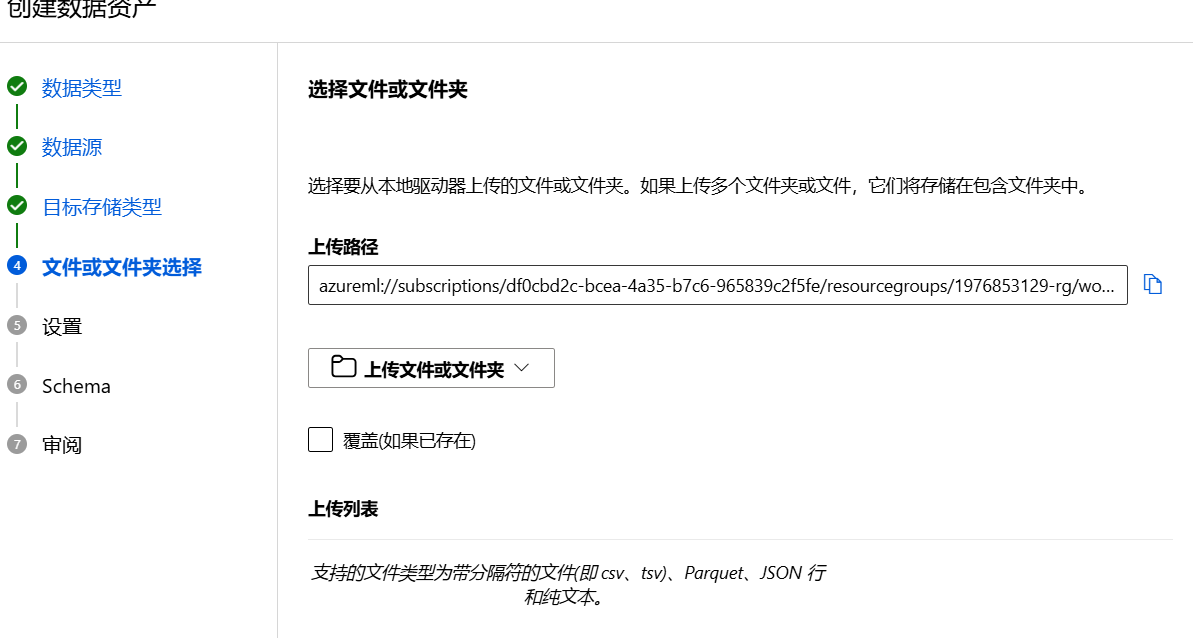 创建数据资产
数据类型
数据源
目标存储类型
4 文件或文件夹选择
5 设置
6 Schema
7 审阅
选择文件或文件夹
选择要从本地驱动器上传的文件或文件夹。如果上传多个文件夹或文件，它们将存储在包含文件夹中。
上传路径
azureml://subscriptions/df0cbd2c-bcea-4a35-b7c6-965839c2f5fe/resourcegroups/1976853129-rg/wo...
上传文件或文件夹
覆盖(如果已存在)
上传列表
支持的文件类型为带分隔符的文件(即 csv、tsv)、Parquet、JSON 行
和纯文本。